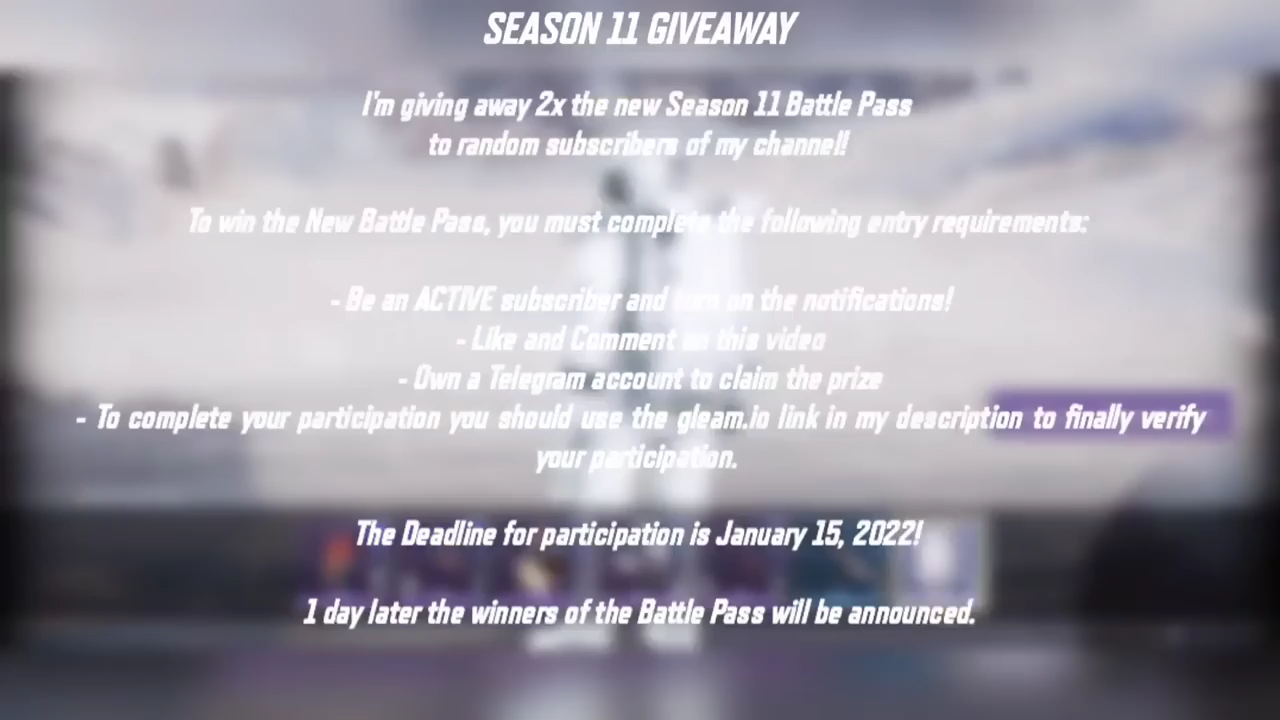 SEASON 11 GIVEAWAY
I'm giving away 2x the new Season 11 Battle Pass
to random subscribers of my channel!
To win the New Battle Pass, you must complete the following entry requirements:
- Be an ACTIVE subscriber and turn on the notifications!
- Like and Comment on this video
- Own a Telegram account to claim the prize
- To complete your participation you should use the gleam.io link in my description to finally verify
your participation.
The Deadline for participation is January 15, 2022!
1 day later the winners of the Battle Pass will be announced.